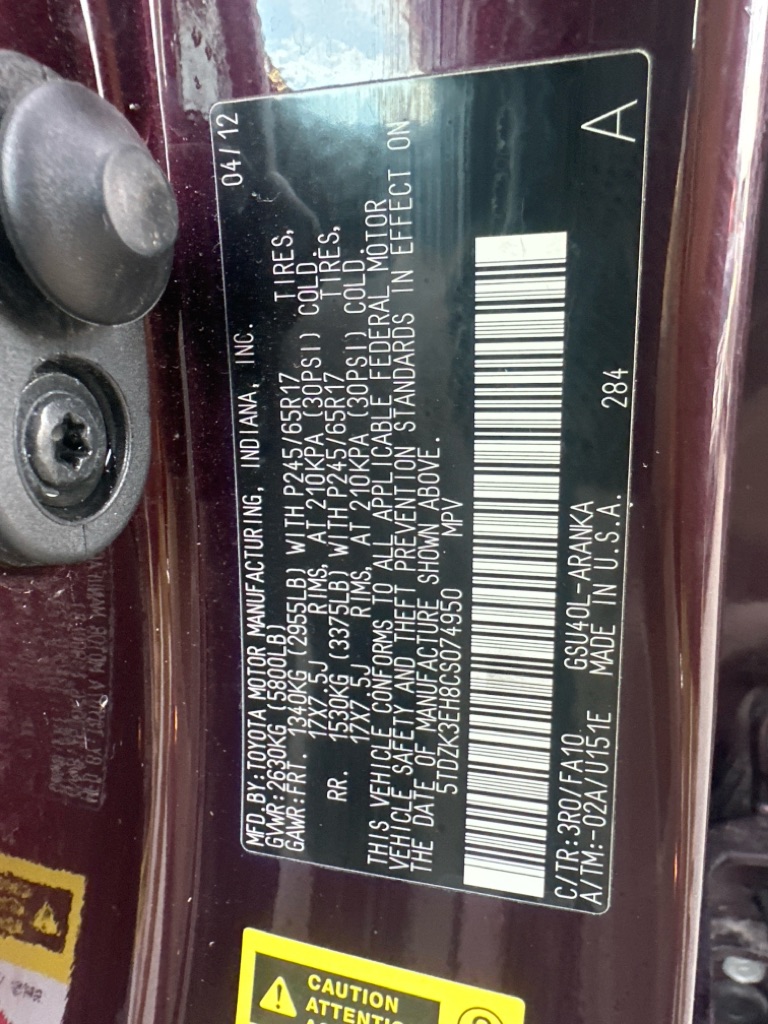 MFD.BY:TOYOTA MOTOR MANUFACTURING, INDIANA, INC. 04/12
GVWR:2630KG (5800LB)
GAWR:FRT. 1340KG (2955LB) WITH P245/65R17 TIRES,
17X7.5J RIMS, AT 210KPA (30PSI) COLD.
RR. 1530KG (3375LB) WITH P245/65R17 TIRES,
17X7.5J RIMS, AT 210KPA (30PSI) COLD.
THIS VEHICLE CONFORMS TO ALL APPLICABLE FEDERAL MOTOR
VEHICLE SAFETY AND THEFT PREVENTION STANDARDS IN EFFECT ON
THE DATE OF MANUFACTURE SHOWN ABOVE.
5TDZK3EH8CS074950 MPV
C/TR:3R0/FA10 GSU40L-ARANKA
A/TM:-02A/U151E MADE IN U.S.A. 284 A
CAUTION